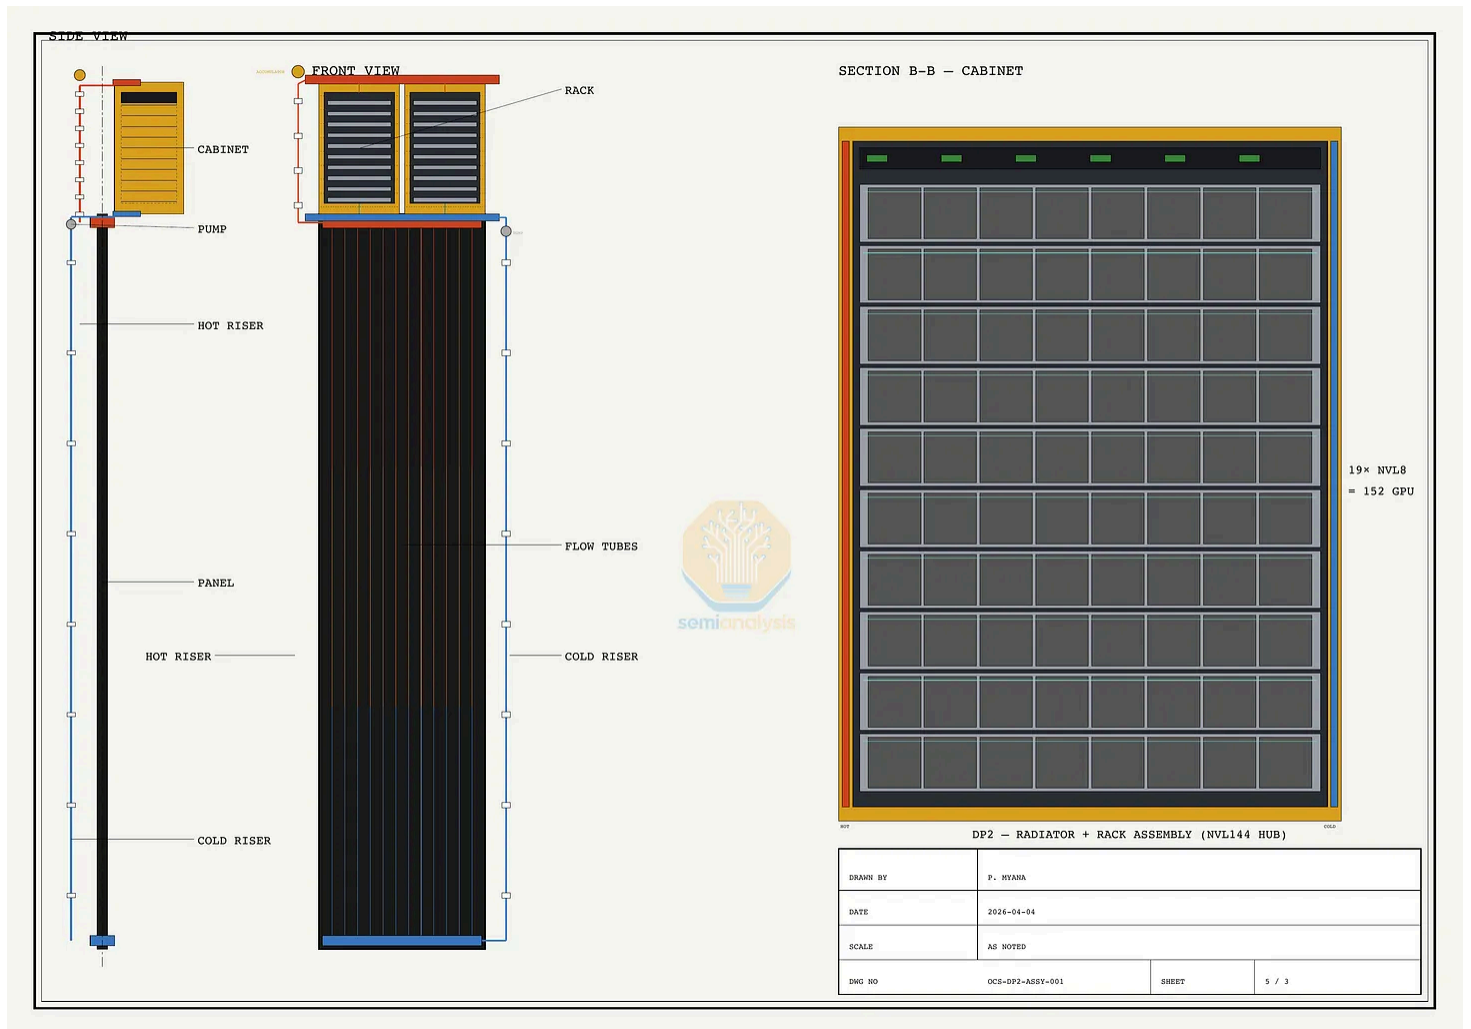 SIDE VIEW
FRONT VIEW
SECTION B-B — CABINET
RACK
CABINET
PUMP
HOT RISER
19× NVL8
= 152 GPU
FLOW TUBES
PANEL
semianalysis
HOT RISER
COLD RISER
COLD RISER
HOT
COLD
DP2 — RADIATOR + RACK ASSEMBLY (NVL144 HUB)
DRAWN BY
P. MYANA
DATE
2026-04-04
SCALE
AS NOTED
DWG NO
OCS-DP2-ASSY-001
SHEET
5 / 3